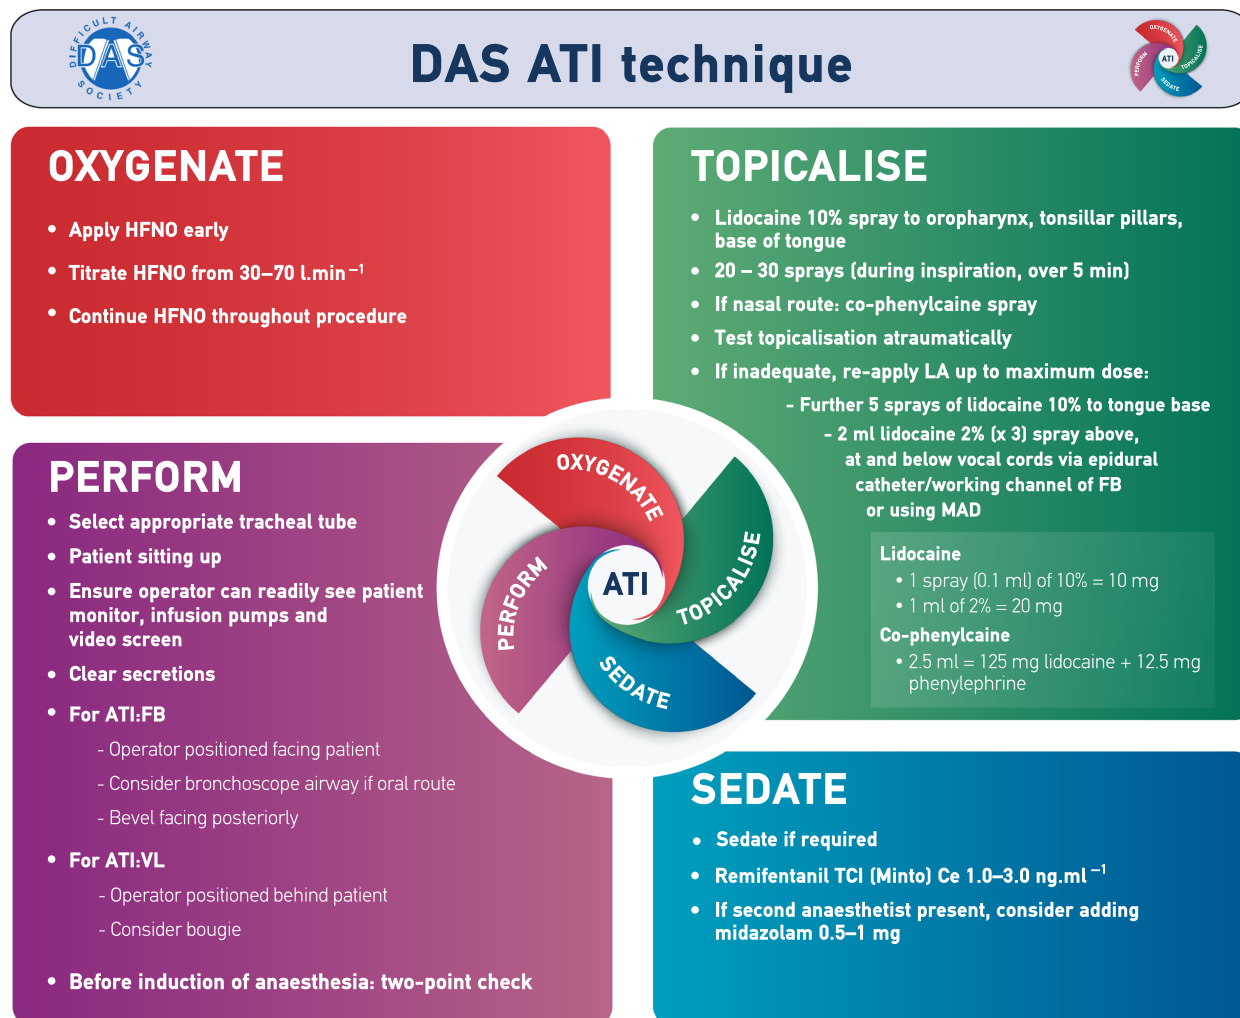 DIFFICULT AIRWAY
DAS
SOCIETY
DAS ATI technique
OXYGENATE
TOPICALISE
SEDATE
PERFORM
ATI
OXYGENATE
• Apply HFNO early
• Titrate HFNO from 30–70 l.min⁻¹
• Continue HFNO throughout procedure
TOPICALISE
• Lidocaine 10% spray to oropharynx, tonsillar pillars,
base of tongue
• 20 – 30 sprays (during inspiration, over 5 min)
• If nasal route: co-phenylcaine spray
• Test topicalisation atraumatically
• If inadequate, re-apply LA up to maximum dose:
- Further 5 sprays of lidocaine 10% to tongue base
- 2 ml lidocaine 2% (x 3) spray above,
at and below vocal cords via epidural
catheter/working channel of FB
or using MAD
Lidocaine
• 1 spray (0.1 ml) of 10% = 10 mg
• 1 ml of 2% = 20 mg
Co-phenylcaine
• 2.5 ml = 125 mg lidocaine + 12.5 mg
phenylephrine
PERFORM
• Select appropriate tracheal tube
• Patient sitting up
• Ensure operator can readily see patient
monitor, infusion pumps and
video screen
• Clear secretions
• For ATI:FB
- Operator positioned facing patient
- Consider bronchoscope airway if oral route
- Bevel facing posteriorly
• For ATI:VL
- Operator positioned behind patient
- Consider bougie
• Before induction of anaesthesia: two-point check
OXYGENATE
TOPICALISE
SEDATE
PERFORM
ATI
SEDATE
• Sedate if required
• Remifentanil TCI (Minto) Ce 1.0–3.0 ng.ml⁻¹
• If second anaesthetist present, consider adding
midazolam 0.5–1 mg